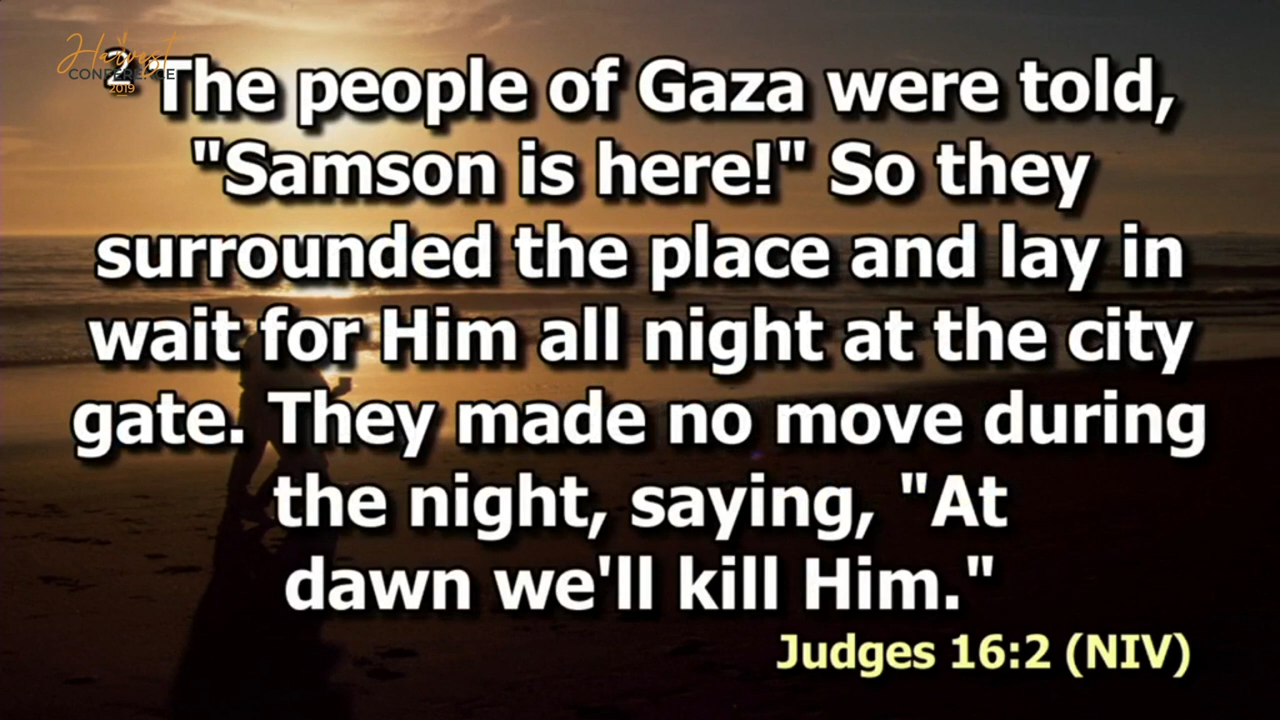 Harvest
CONFERENCE
2019
2 The people of Gaza were told,
"Samson is here!" So they
surrounded the place and lay in
wait for Him all night at the city
gate. They made no move during
the night, saying, "At
dawn we'll kill Him."
Judges 16:2 (NIV)